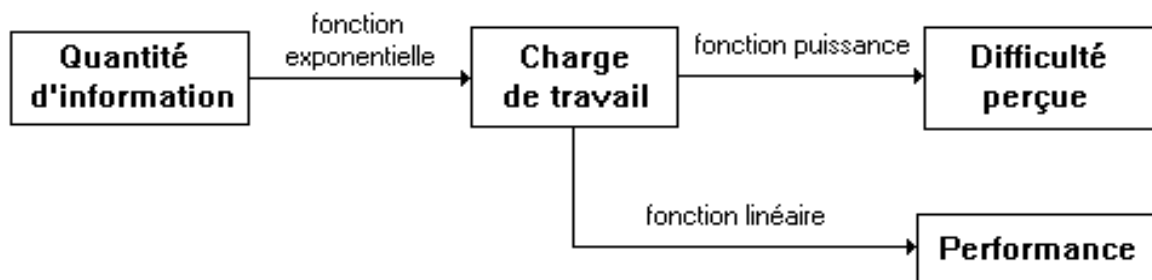 Quantité
d'information
fonction
exponentielle
Charge
de travail
fonction puissance
Difficulté
perçue
fonction linéaire
Performance